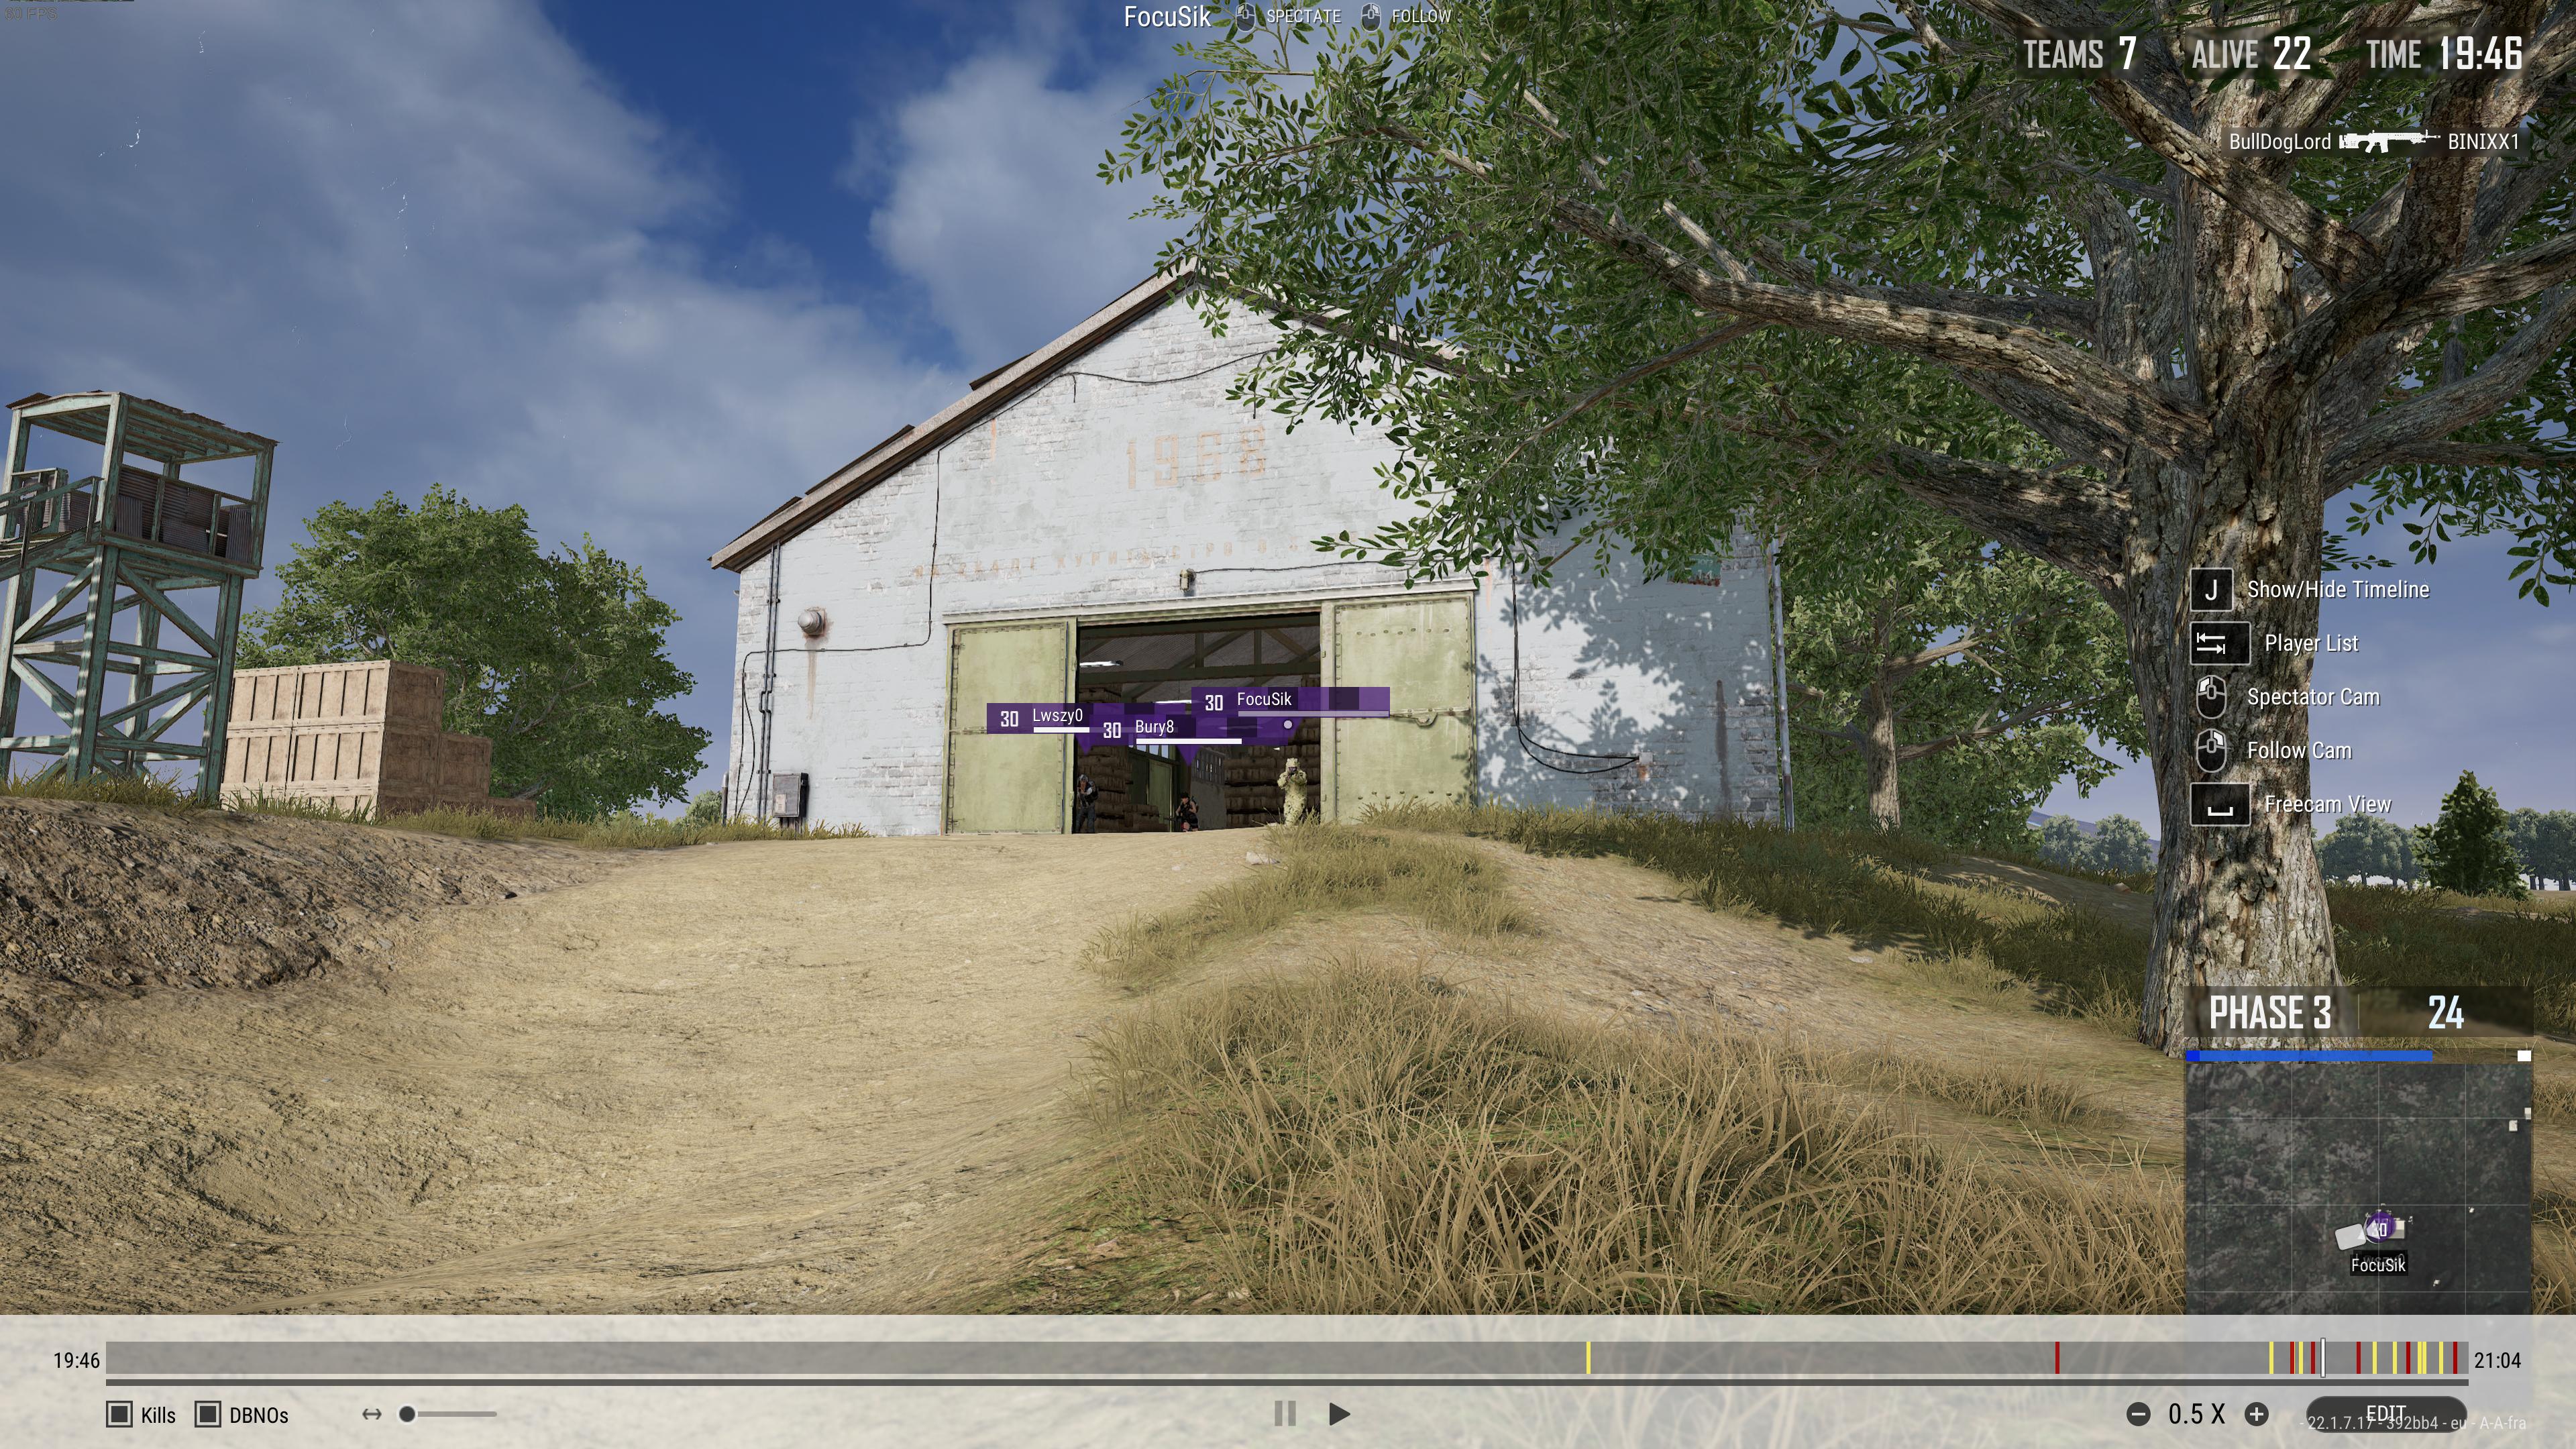 30 FPS
FocuSik SPECTATE FOLLOW
TEAMS 7 ALIVE 22 TIME 19:46
BullDogLord BINIXX1
1968
J Show/Hide Timeline
Player List
Spectator Cam
Follow Cam
Freecam View
30 FocuSik
30 Lwszy0
30 Bury8
PHASE 3 24
FocuSik
19:46 21:04
Kills DBNOs 0.5 X EDIT
- 22.1.7.17 - 392bb4 - eu - A-A-fra